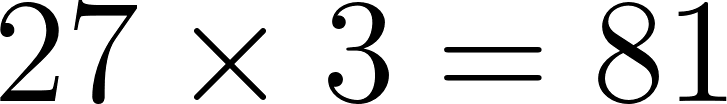 27 × 3 = 81